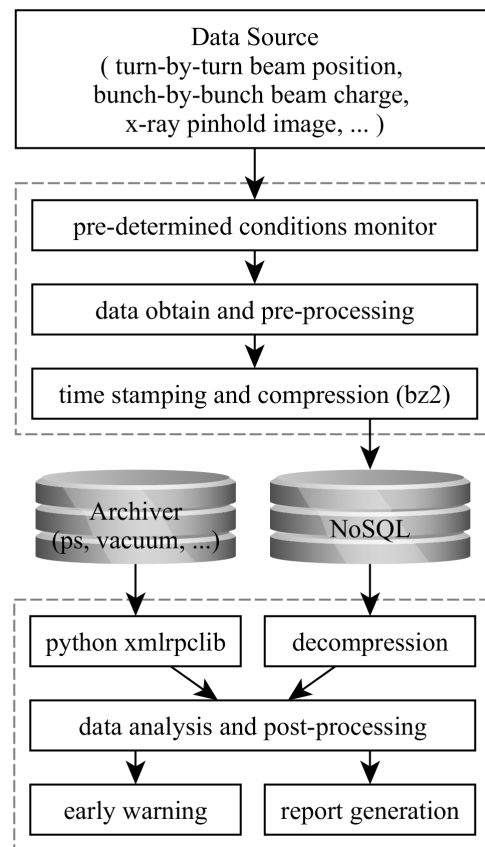 Data Source
( turn-by-turn beam position,
bunch-by-bunch beam charge,
x-ray pinhold image, ... )
pre-determined conditions monitor
data obtain and pre-processing
time stamping and compression (bz2)
Archiver
(ps, vacuum, ...)
NoSQL
python xmlrpclib
decompression
data analysis and post-processing
early warning
report generation